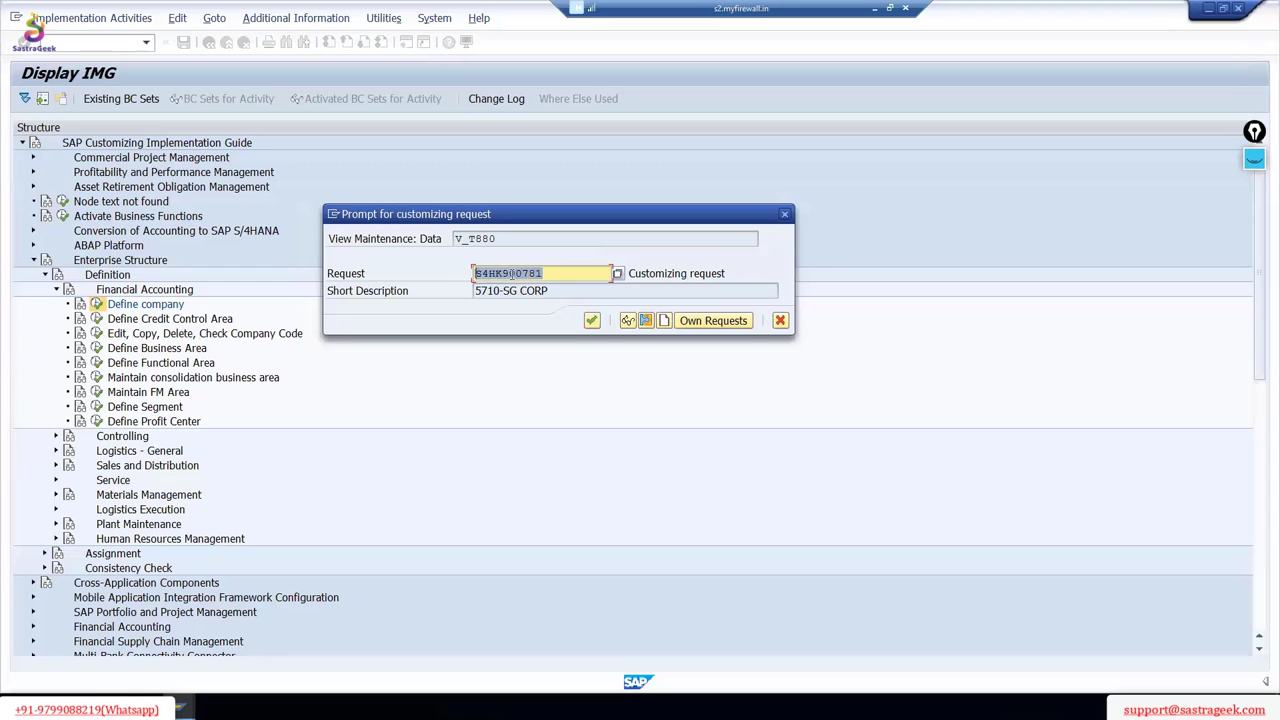 Implementation Activities Edit Goto Additional Information Utilities System Help
s2.myfirewall.in
SastraGeek
Display IMG
Existing BC Sets BC Sets for Activity Activated BC Sets for Activity Change Log Where Else Used
Structure
SAP Customizing Implementation Guide
Commercial Project Management
Profitability and Performance Management
Asset Retirement Obligation Management
Node text not found
Activate Business Functions
Conversion of Accounting to SAP S/4HANA
ABAP Platform
Enterprise Structure
Definition
Financial Accounting
Define company
Define Credit Control Area
Edit, Copy, Delete, Check Company Code
Define Business Area
Define Functional Area
Maintain consolidation business area
Maintain FM Area
Define Segment
Define Profit Center
Controlling
Logistics - General
Sales and Distribution
Service
Materials Management
Logistics Execution
Plant Maintenance
Human Resources Management
Assignment
Consistency Check
Cross-Application Components
Mobile Application Integration Framework Configuration
SAP Portfolio and Project Management
Financial Accounting
Financial Supply Chain Management
Multi-Bank Connectivity Connector
Prompt for customizing request
View Maintenance: Data V_T880
Request S4HK900781 Customizing request
Short Description 5710-SG CORP
Own Requests
SAP
+91-9799088219(Whatsapp)
support@sastrageek.com